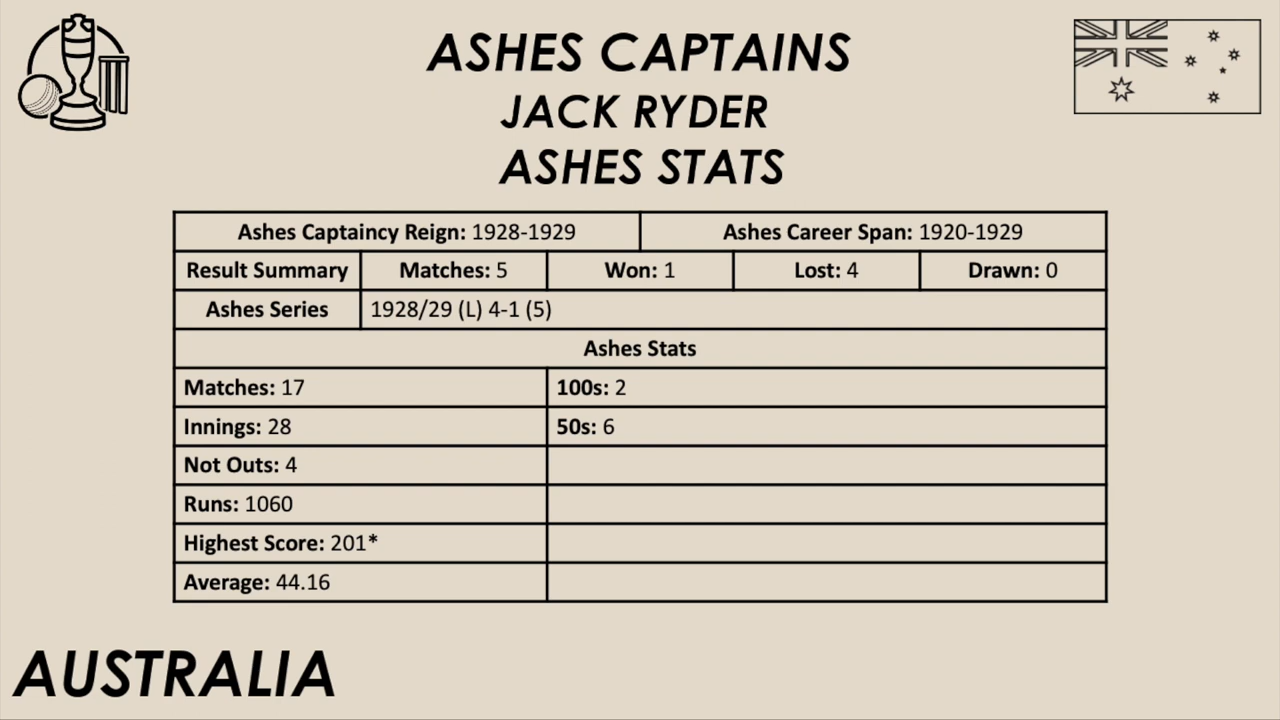 ASHES CAPTAINS
JACK RYDER
ASHES STATS
Ashes Captaincy Reign: 1928-1929 Ashes Career Span: 1920-1929
Result Summary Matches: 5 Won: 1 Lost: 4 Drawn: 0
Ashes Series 1928/29 (L) 4-1 (5)
Ashes Stats
Matches: 17 100s: 2
Innings: 28 50s: 6
Not Outs: 4
Runs: 1060
Highest Score: 201*
Average: 44.16
AUSTRALIA